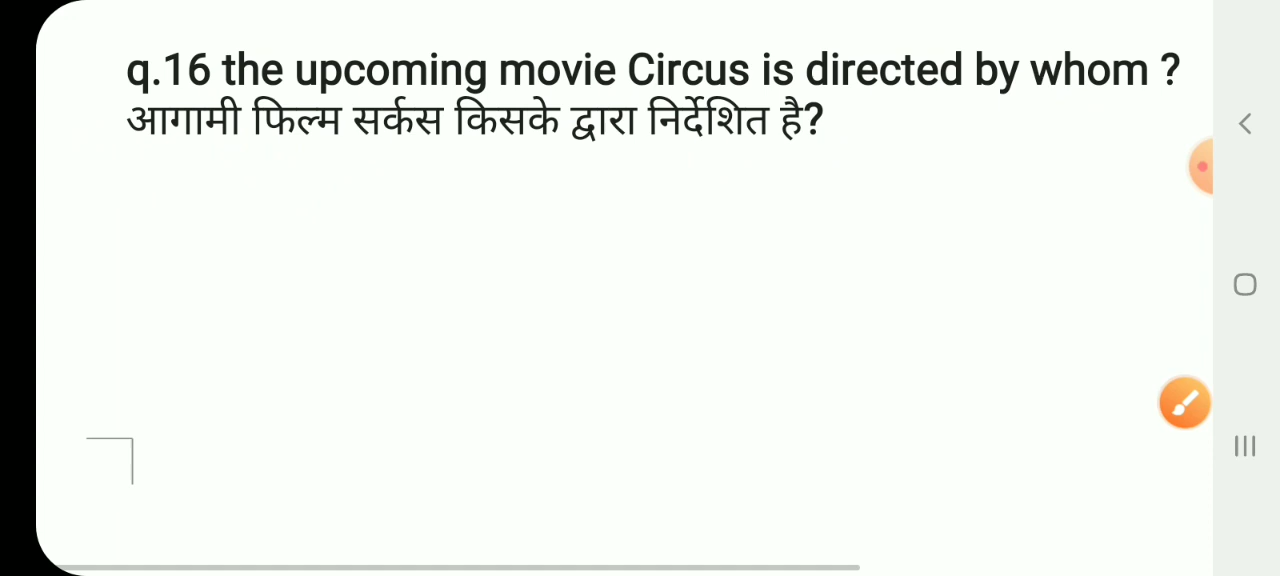 q.16 the upcoming movie Circus is directed by whom ?
आगामी फिल्म सर्कस किसके द्वारा निर्देशित है?